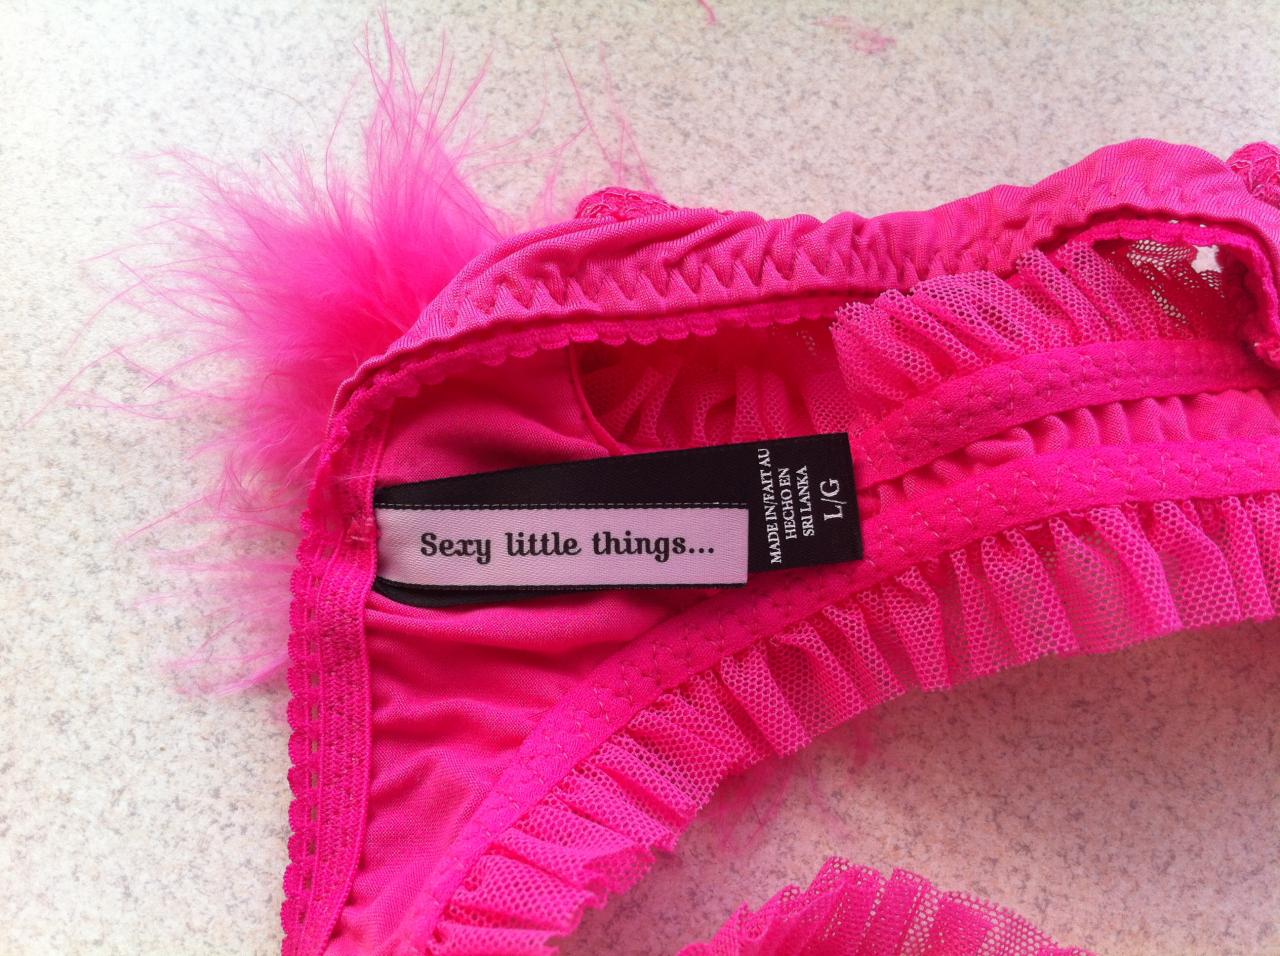 Sexy little things...
MADE IN/FAIT AU
HECHO EN
SRI LANKA
L/G